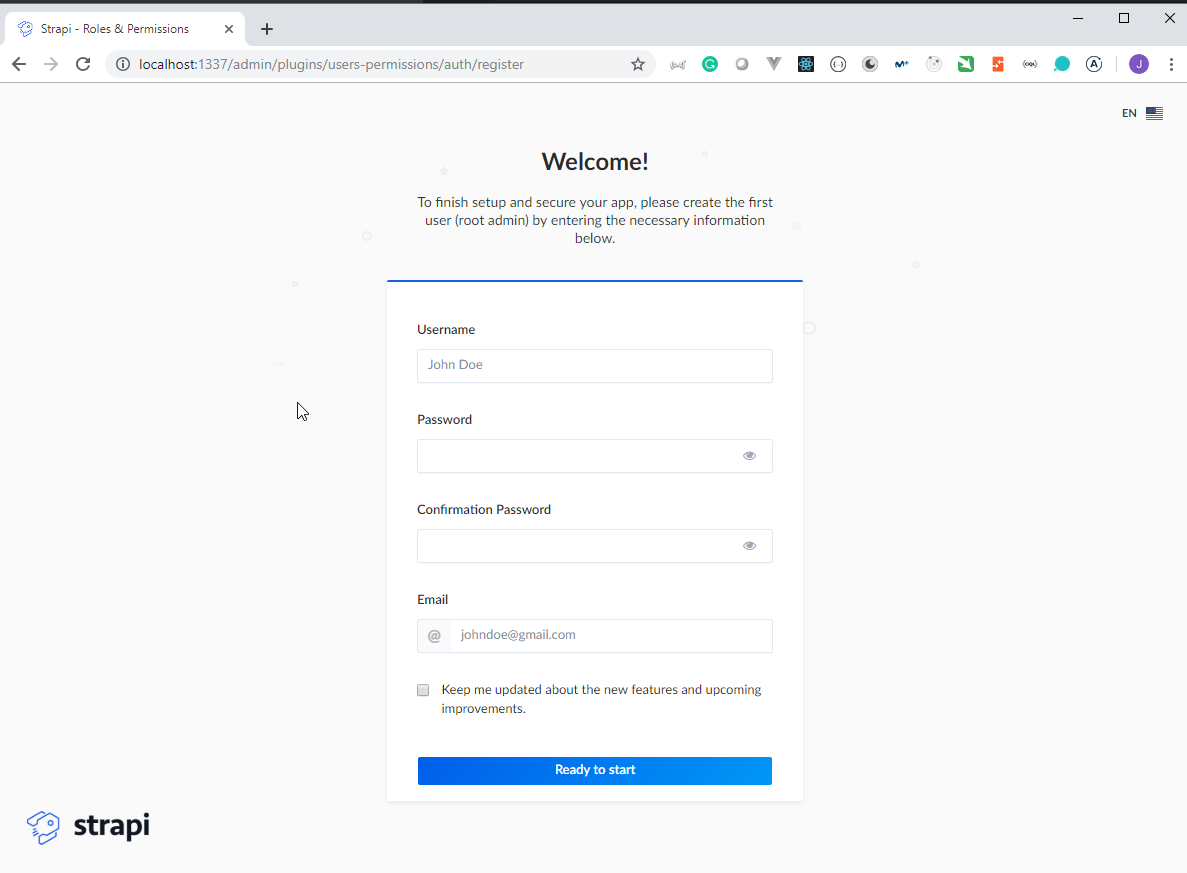 Strapi - Roles & Permissions
localhost:1337/admin/plugins/users-permissions/auth/register
J
EN
Welcome!
To finish setup and secure your app, please create the first
user (root admin) by entering the necessary information
below.
Username
John Doe
Password
Confirmation Password
Email
@ johndoe@gmail.com
Keep me updated about the new features and upcoming
improvements.
Ready to start
strapi